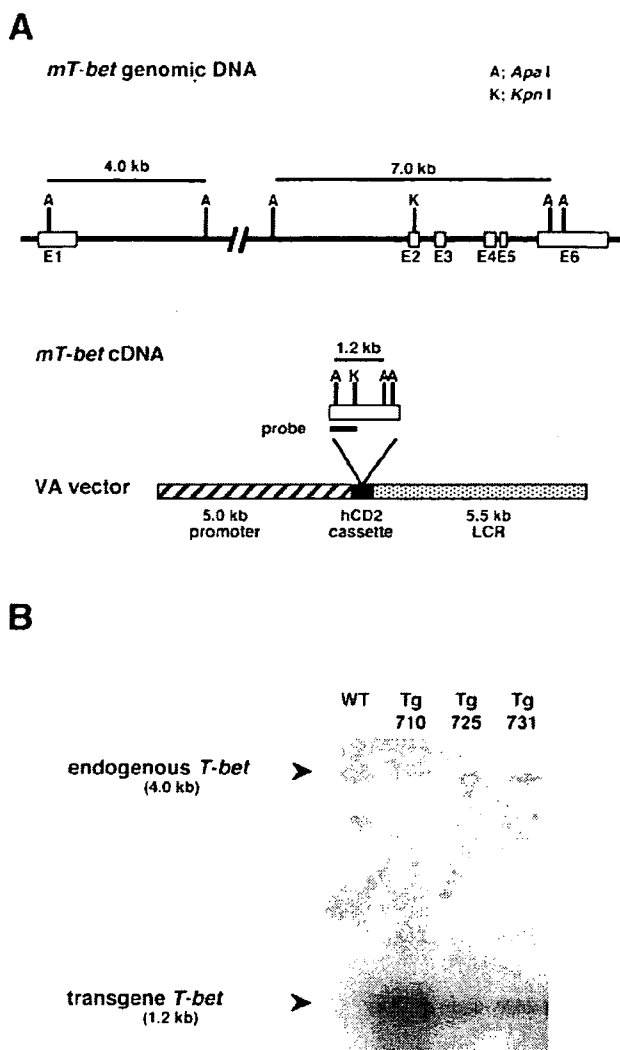 A
mT-bet genomic DNA
A; Apa I
K; Kpn I
4.0 kb
7.0 kb
A A A K A A
E1 E2 E3 E4 E5 E6
mT-bet cDNA
1.2 kb
A K A A
probe
VA vector
5.0 kb promoter
hCD2 cassette
5.5 kb LCR
B
WT Tg 710 Tg 725 Tg 731
endogenous T-bet
(4.0 kb)
transgene T-bet
(1.2 kb)